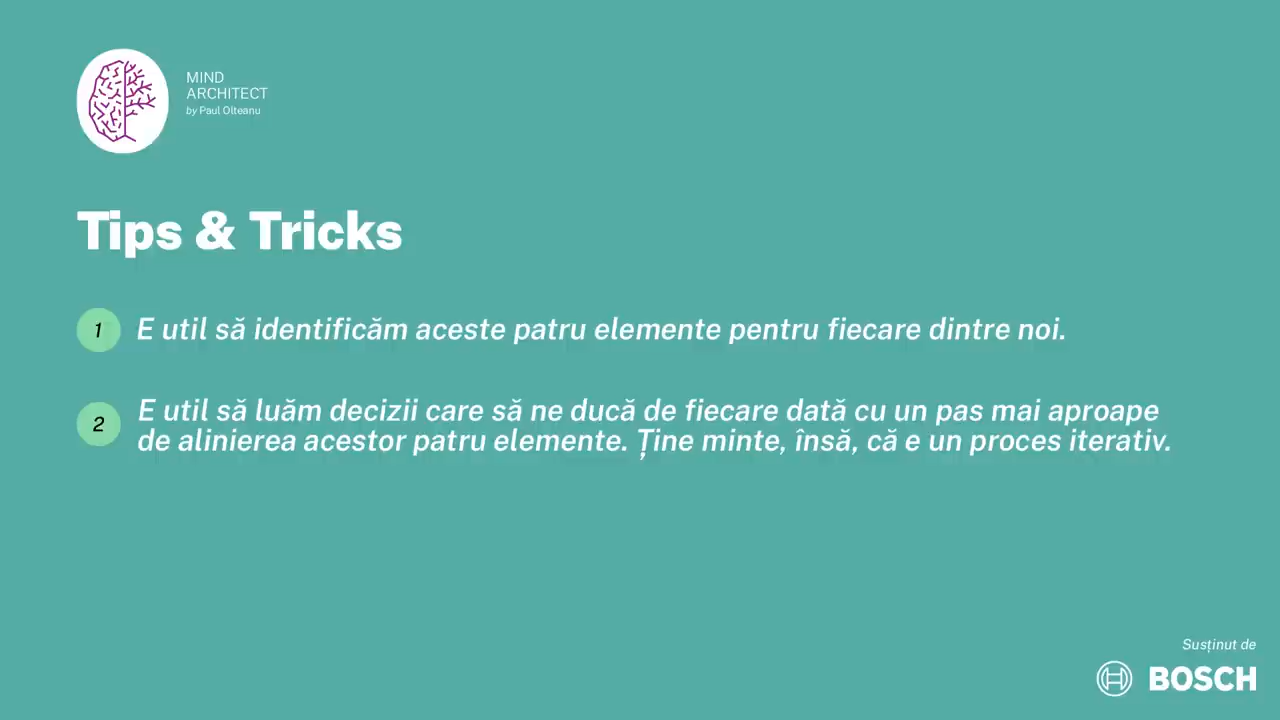 MIND
ARCHITECT
by Paul Olteanu
Tips & Tricks
1 E util să identificăm aceste patru elemente pentru fiecare dintre noi.
2 E util să luăm decizii care să ne ducă de fiecare dată cu un pas mai aproape
de alinierea acestor patru elemente. Ține minte, însă, că e un proces iterativ.
Susținut de
BOSCH